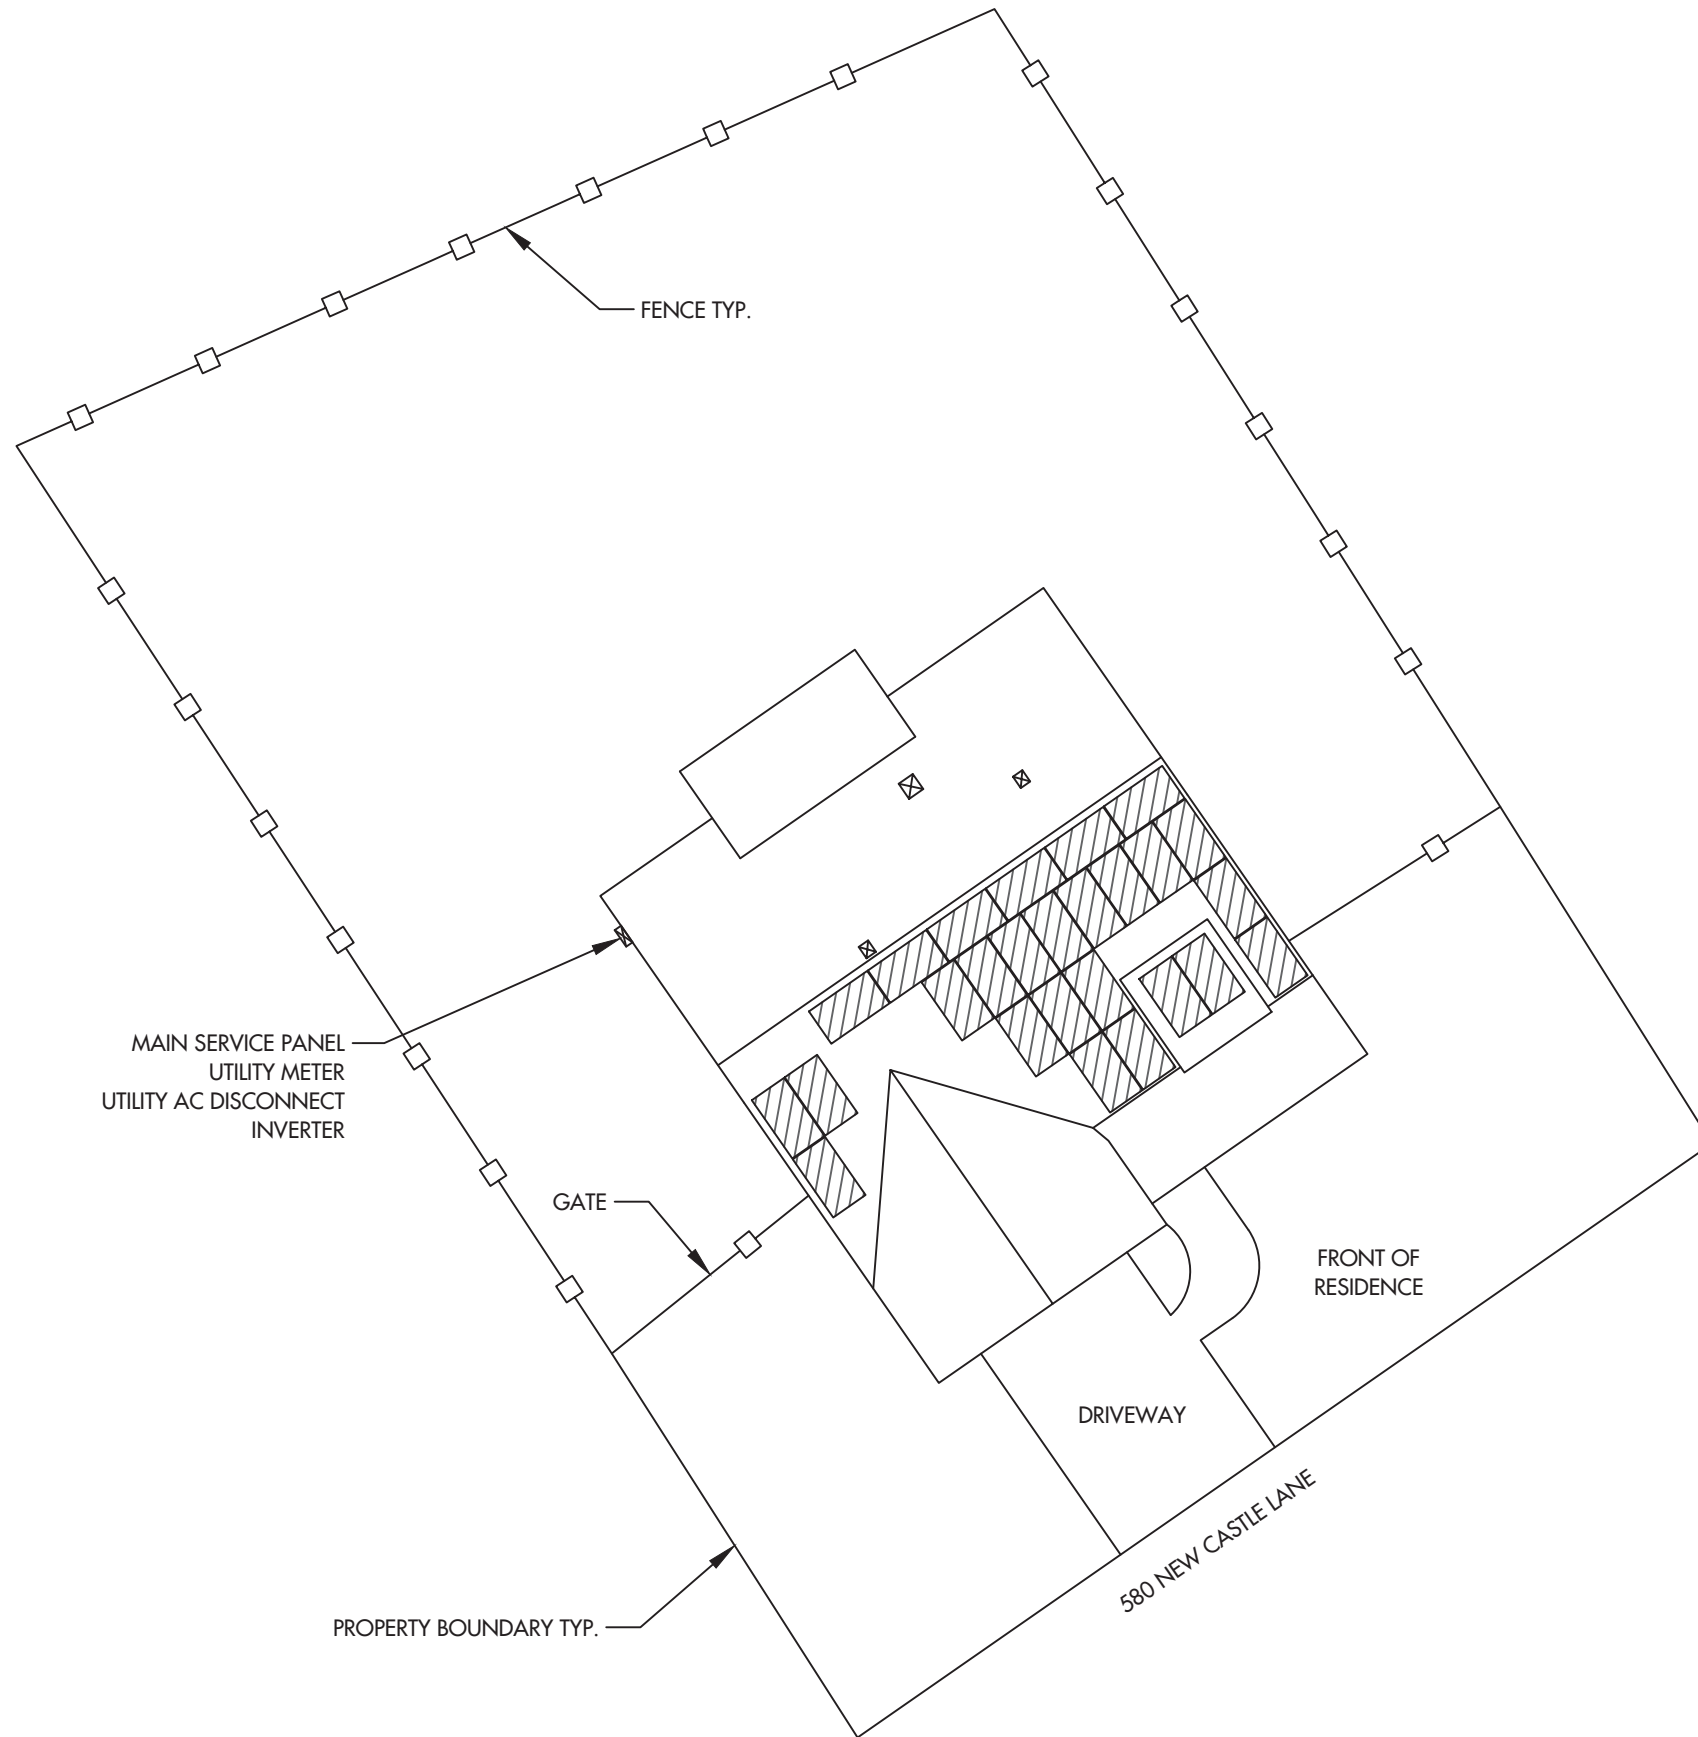 FENCE TYP.
MAIN SERVICE PANEL
UTILITY METER
UTILITY AC DISCONNECT
INVERTER
GATE
FRONT OF
RESIDENCE
DRIVEWAY
580 NEW CASTLE LANE
PROPERTY BOUNDARY TYP.